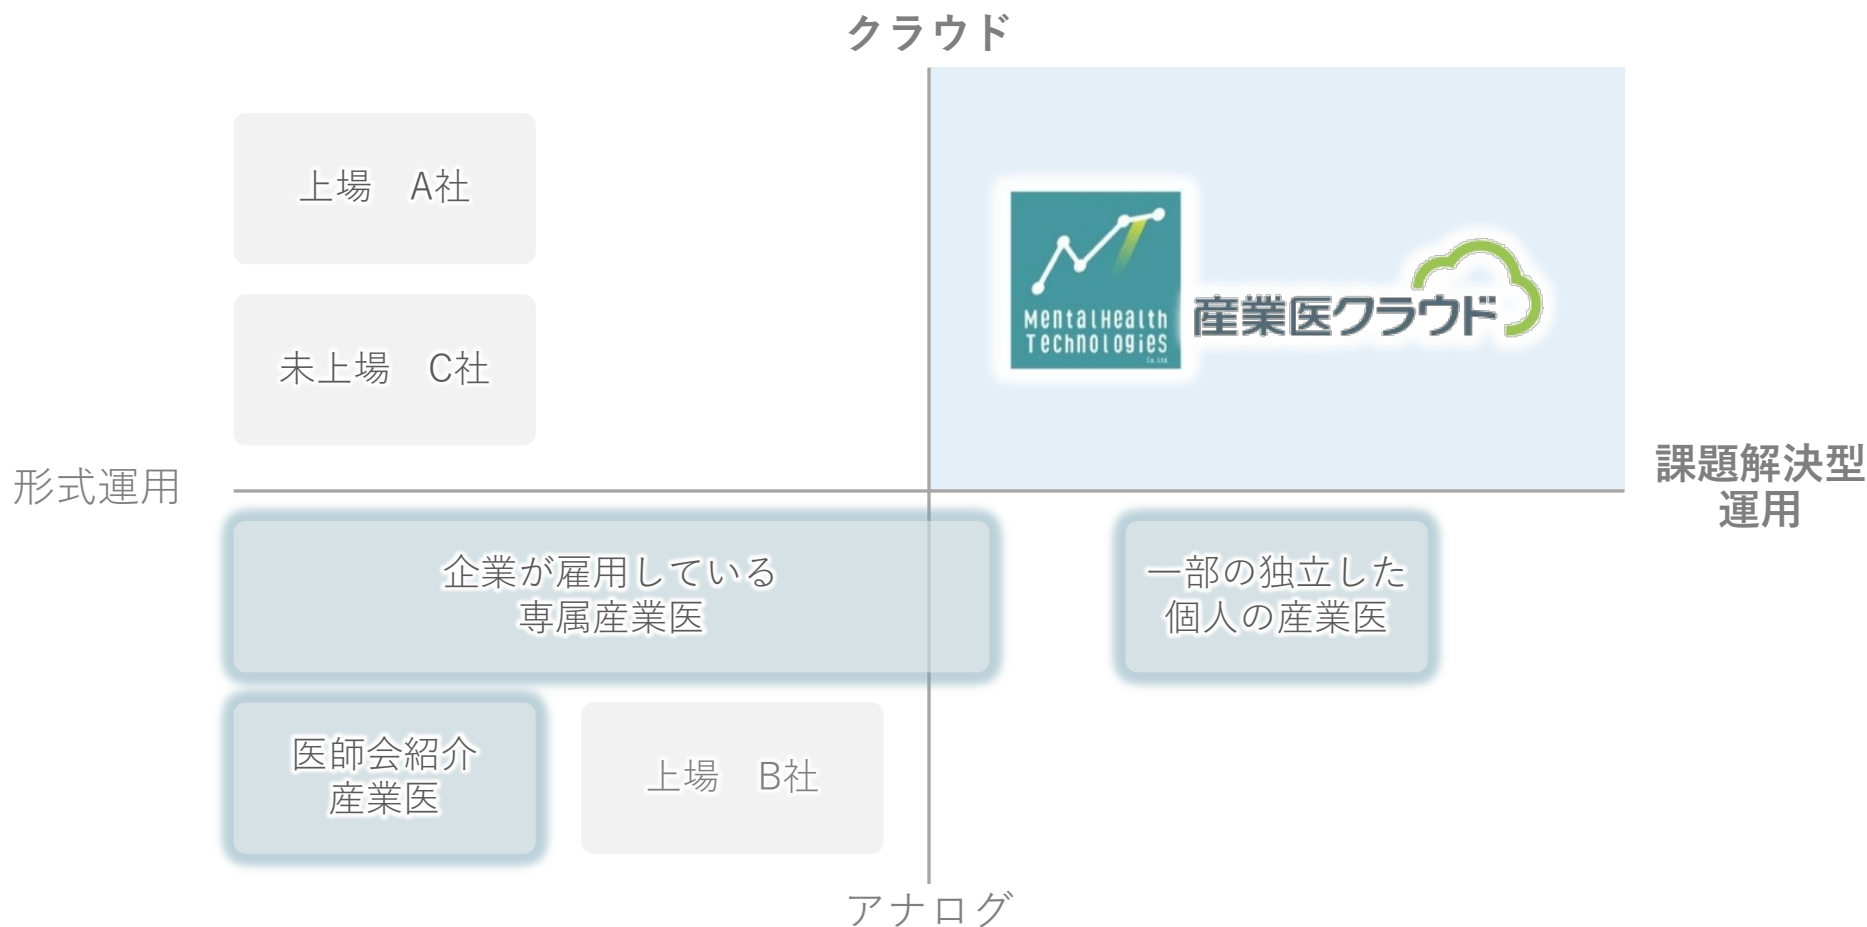 クラウド
上場　A社
未上場　C社
MentalHealth
Technologies
Co.,Ltd.
産業医クラウド
形式運用
課題解決型
運用
企業が雇用している
専属産業医
一部の独立した
個人の産業医
医師会紹介
産業医
上場　B社
アナログ